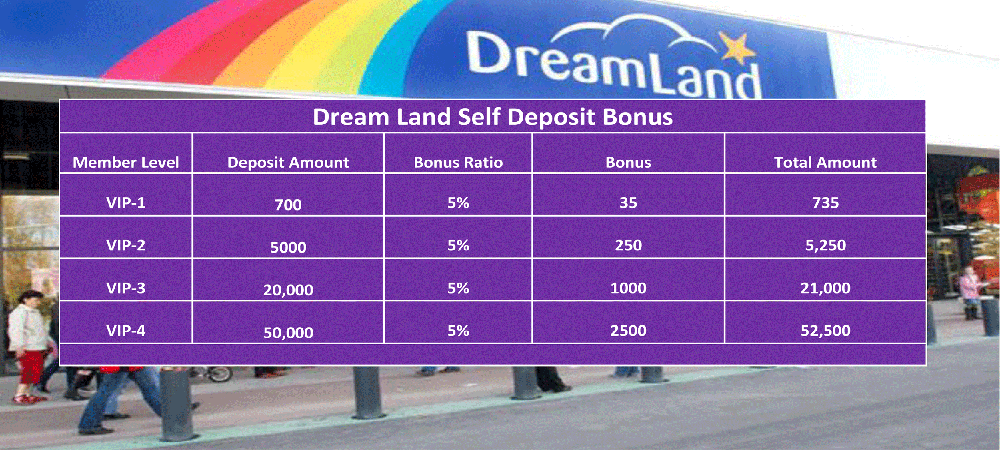 DreamLand
Dream Land Self Deposit Bonus
Member Level Deposit Amount Bonus Ratio Bonus Total Amount
VIP-1 700 5% 35 735
VIP-2 5000 5% 250 5,250
VIP-3 20,000 5% 1000 21,000
VIP-4 50,000 5% 2500 52,500